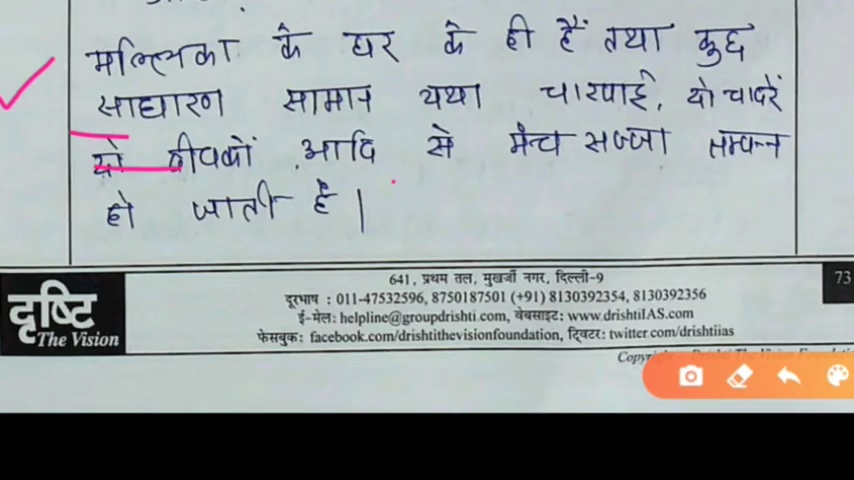 मल्लिका के घर के ही हैं तथा कुछ
साधारण सामान यथा चारपाई, दो चादरें
दो दीपकों आदि से मंच सज्जा सम्पन्न
हो जाती है |
641, प्रथम तल, मुखर्जी नगर, दिल्ली-9
दूरभाष : 011-47532596, 8750187501 (+91) 8130392354, 8130392356
ई-मेल: helpline@groupdrishti.com, वेबसाइट: www.drishtiIAS.com
फेसबुक: facebook.com/drishtithevisionfoundation, ट्विटर: twitter.com/drishtiias
73
दृष्टि
The Vision